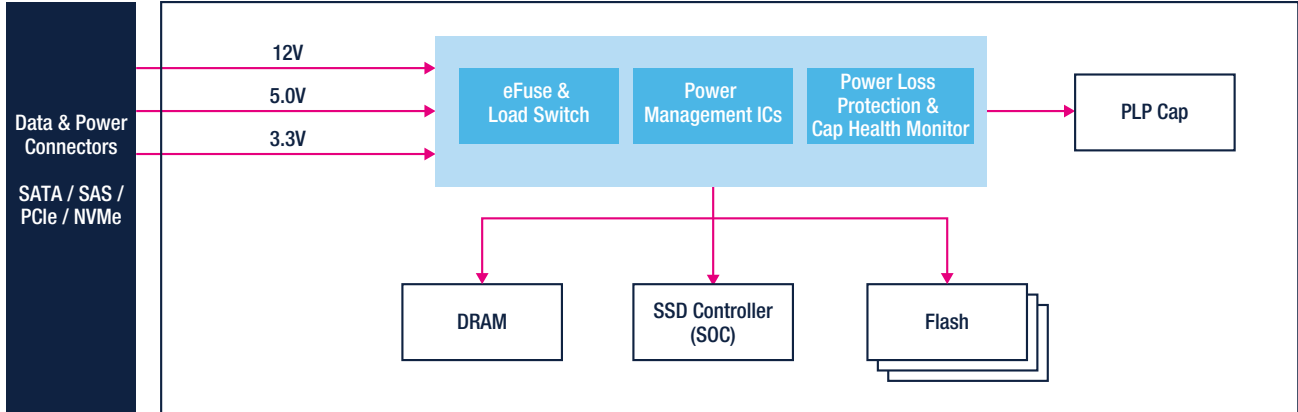 12V
5.0V
3.3V
Data & Power
Connectors
SATA / SAS /
PCIe / NVMe
eFuse &
Load Switch
Power
Management ICs
Power Loss
Protection &
Cap Health Monitor
PLP Cap
DRAM
SSD Controller
(SOC)
Flash